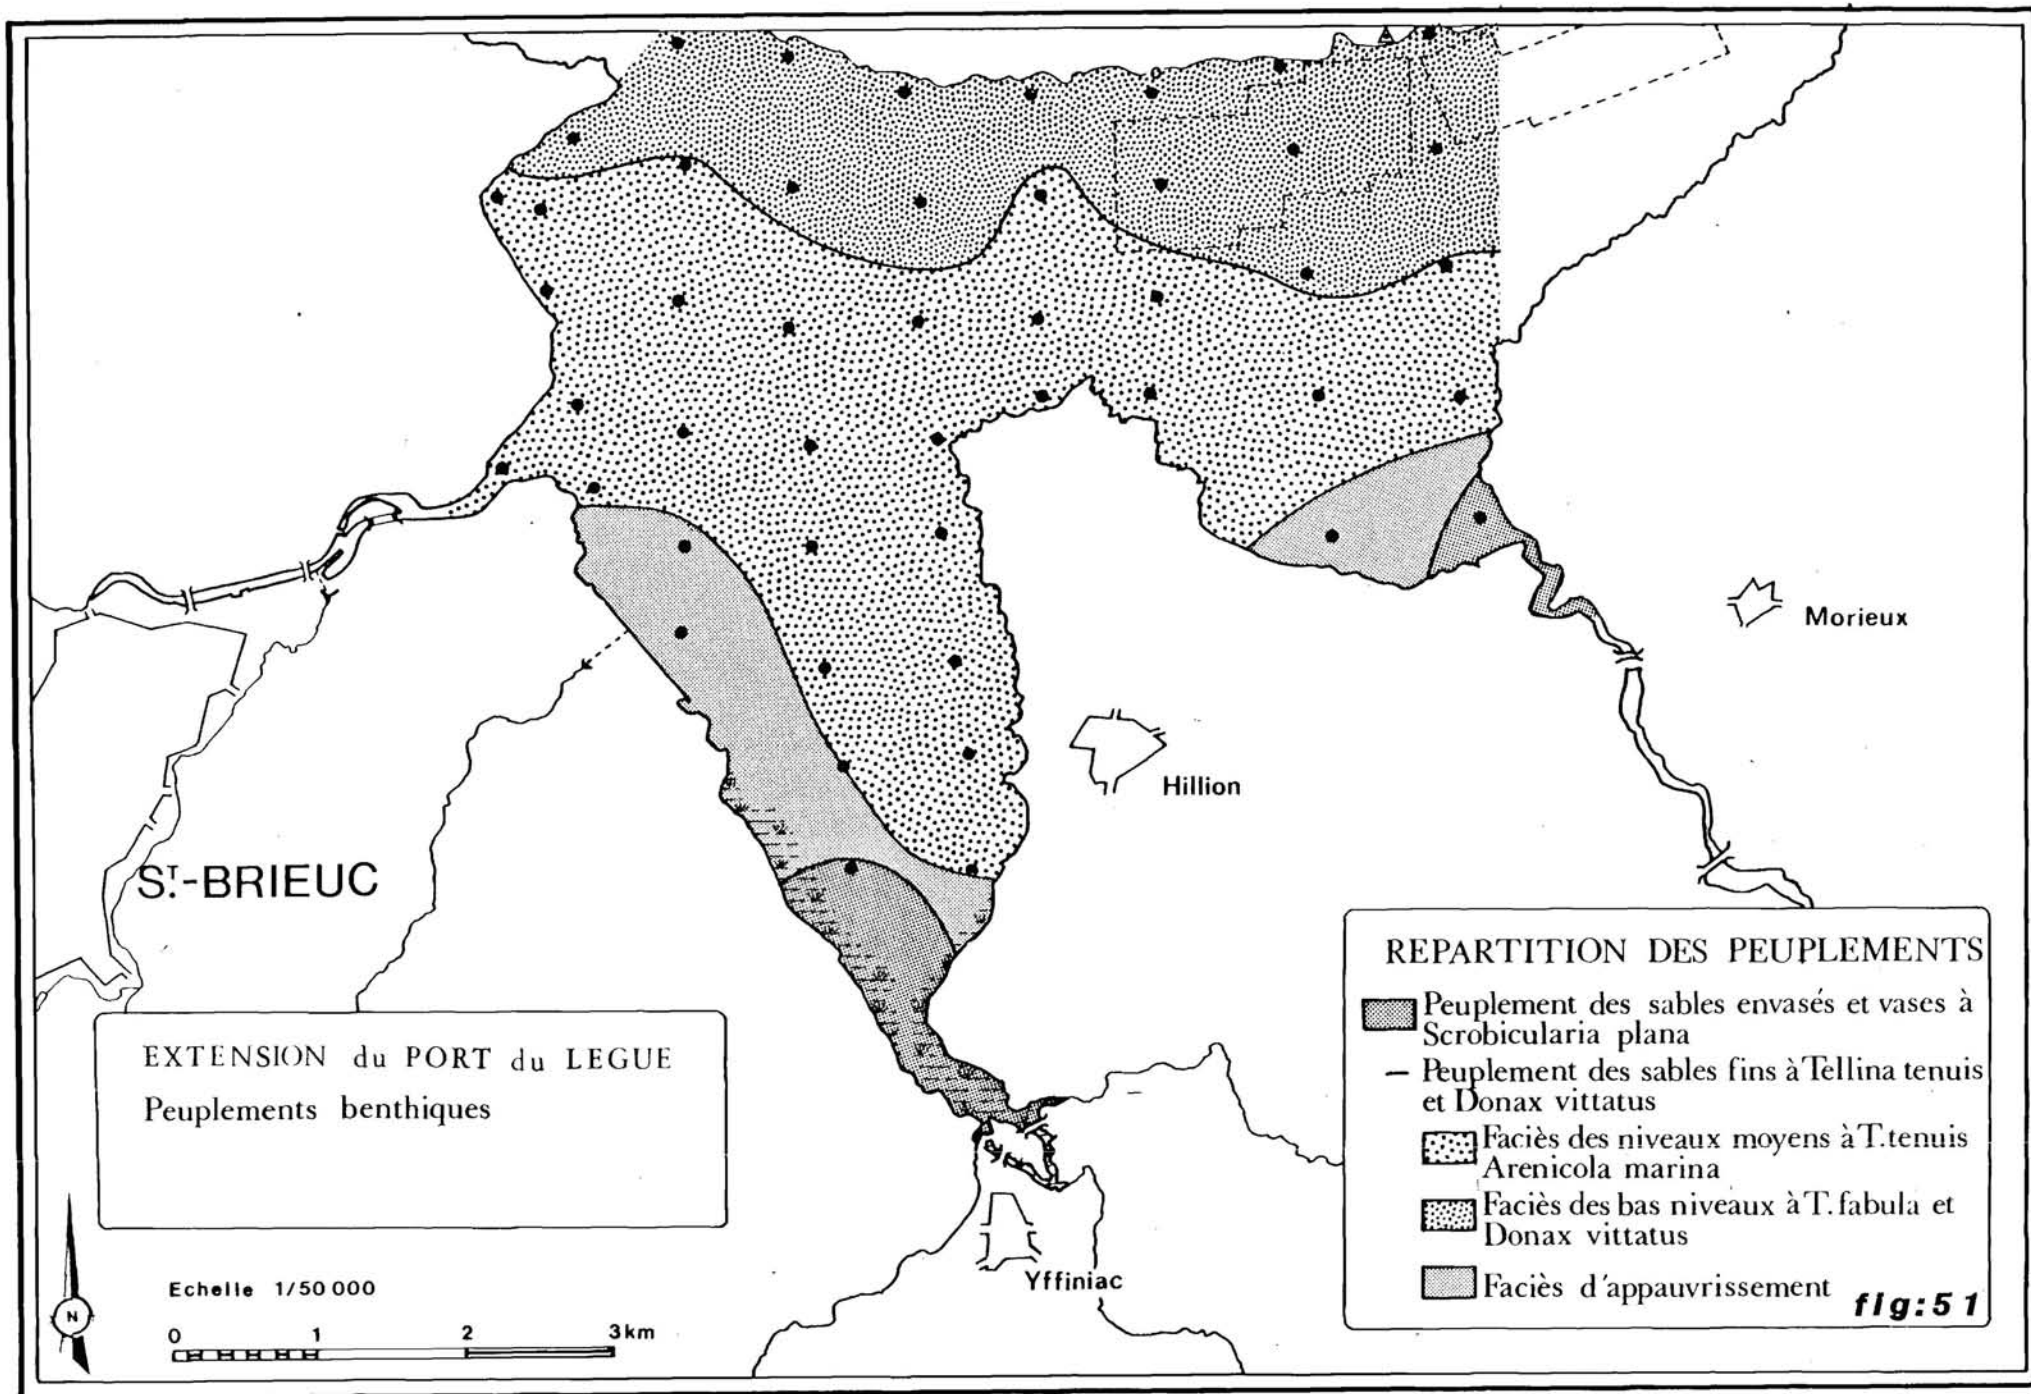 Morieux
Hillion
S.T-BRIEUC
Yffiniac
EXTENSION du PORT du LEGUE
Peuplements benthiques
Echelle 1/50 000
0 1 2 3km
N
REPARTITION DES PEUPLEMENTS
Peuplement des sables envasés et vases à
Scrobicularia plana
– Peuplement des sables fins à Tellina tenuis
et Donax vittatus
Faciès des niveaux moyens à T.tenuis
Arenicola marina
Faciès des bas niveaux à T. fabula et
Donax vittatus
Faciès d'appauvrissement
fig:51